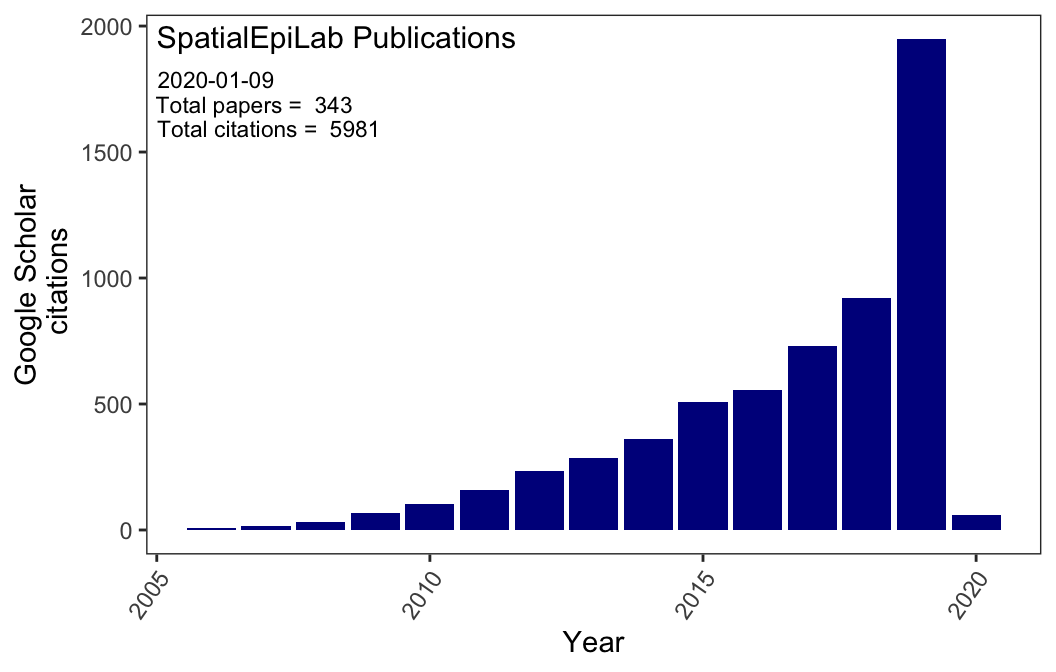 SpatialEpiLab Publications
2020-01-09
Total papers = 343
Total citations = 5981
Google Scholar
citations
2000
1500
1000
500
0
2005
2010
2015
2020
Year